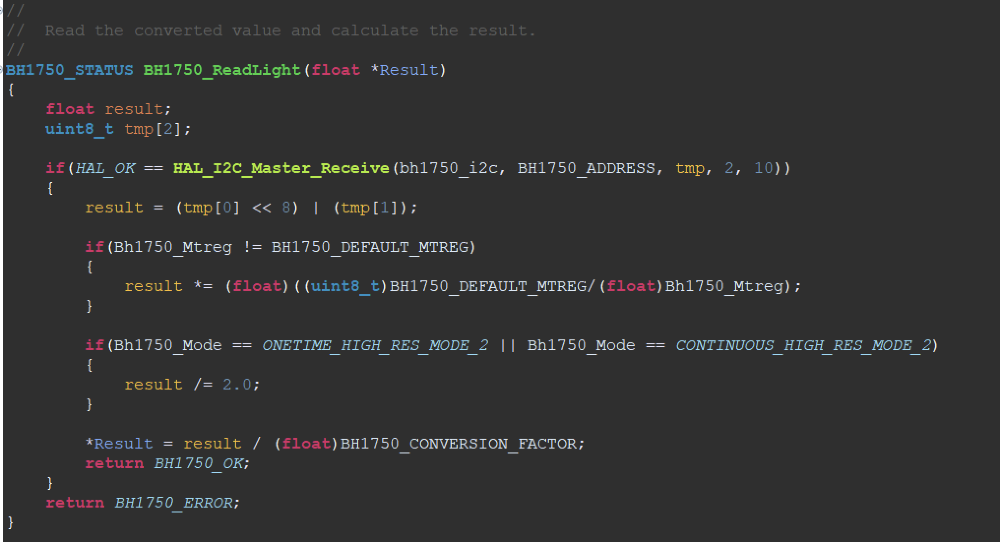 //
//  Read the converted value and calculate the result.
//
BH1750_STATUS BH1750_ReadLight(float *Result)
{
    float result;
    uint8_t tmp[2];

    if(HAL_OK == HAL_I2C_Master_Receive(bh1750_i2c, BH1750_ADDRESS, tmp, 2, 10))
    {
        result = (tmp[0] << 8) | (tmp[1]);

        if(Bh1750_Mtreg != BH1750_DEFAULT_MTREG)
        {
            result *= (float)((uint8_t)BH1750_DEFAULT_MTREG/(float)Bh1750_Mtreg);
        }

        if(Bh1750_Mode == ONETIME_HIGH_RES_MODE_2 || Bh1750_Mode == CONTINUOUS_HIGH_RES_MODE_2)
        {
            result /= 2.0;
        }

        *Result = result / (float)BH1750_CONVERSION_FACTOR;
        return BH1750_OK;
    }
    return BH1750_ERROR;
}